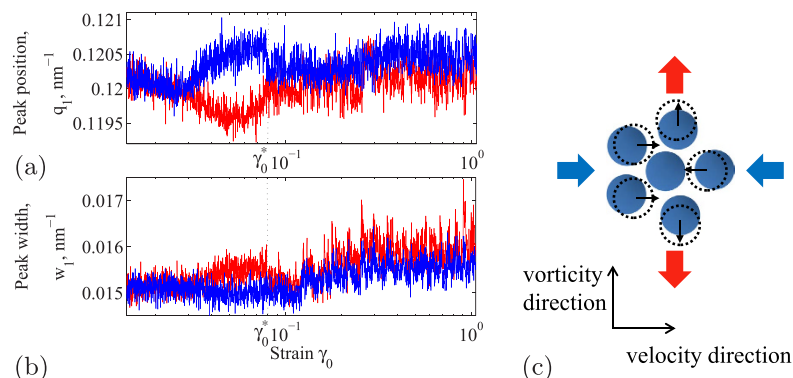 0.121
0.1205
0.12
0.1195
Peak position,
q₁, nm⁻¹
γ₀* 10⁻¹
10⁰
(a)
0.017
0.016
0.015
Peak width,
w₁, nm⁻¹
γ₀* 10⁻¹
10⁰
Strain γ₀
(b)
vorticity
direction
velocity direction
(c)